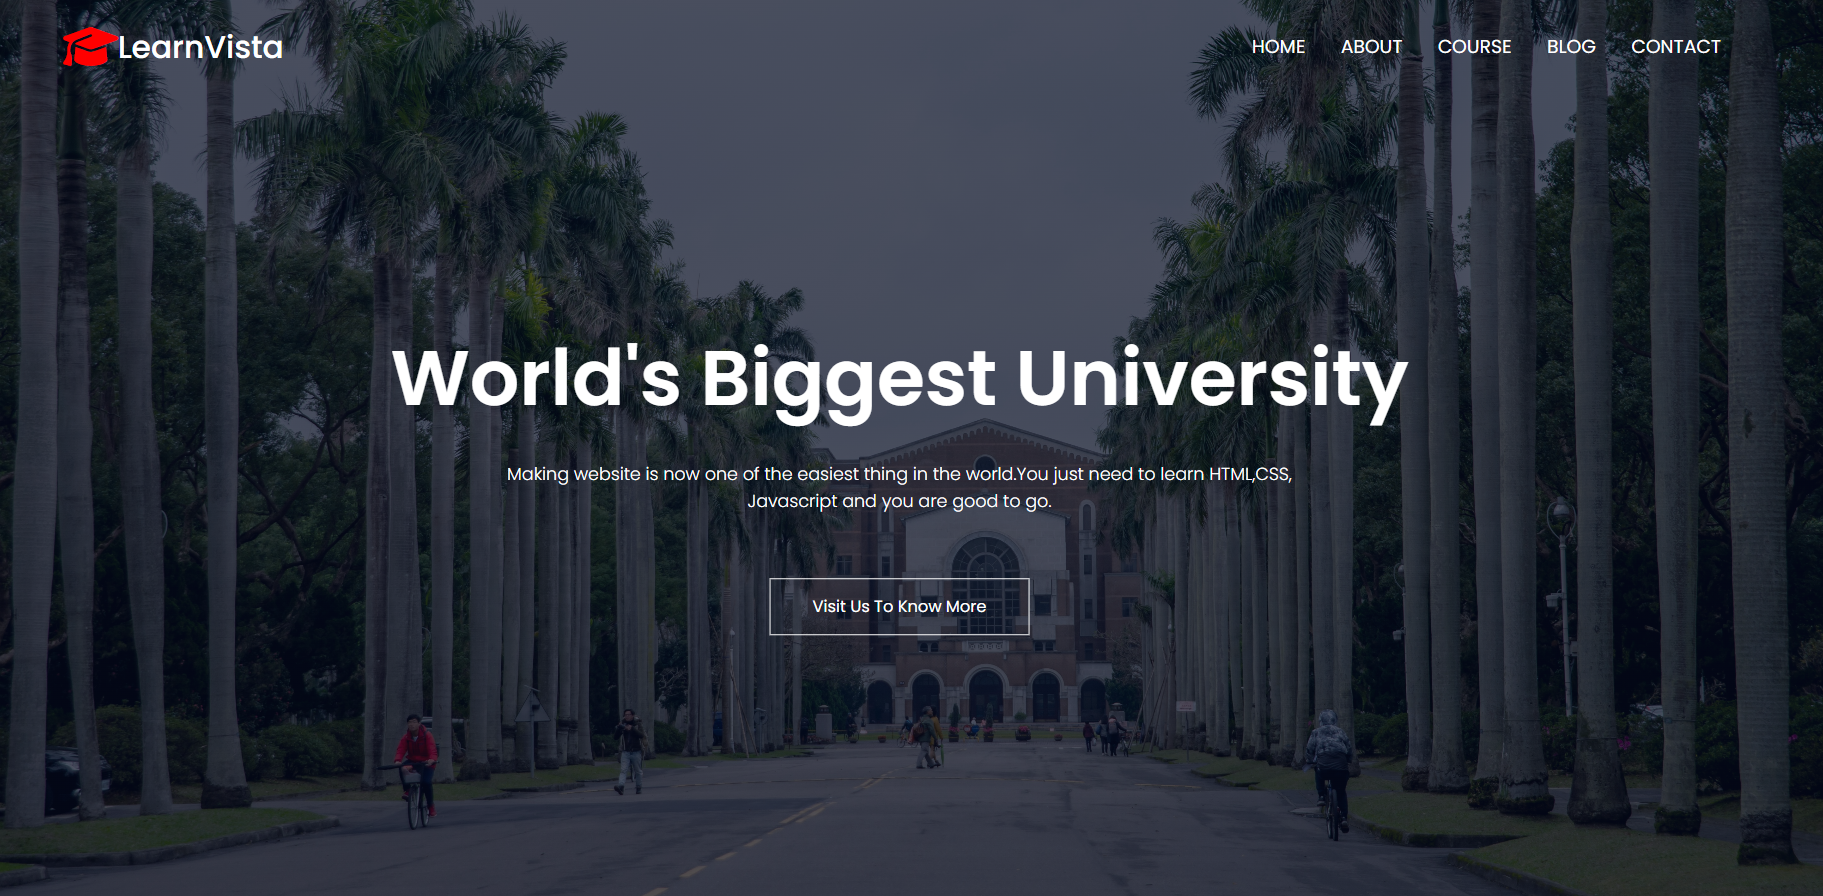 LearnVista
HOME ABOUT COURSE BLOG CONTACT
World's Biggest University
Making website is now one of the easiest thing in the world.You just need to learn HTML,CSS,
Javascript and you are good to go.
Visit Us To Know More